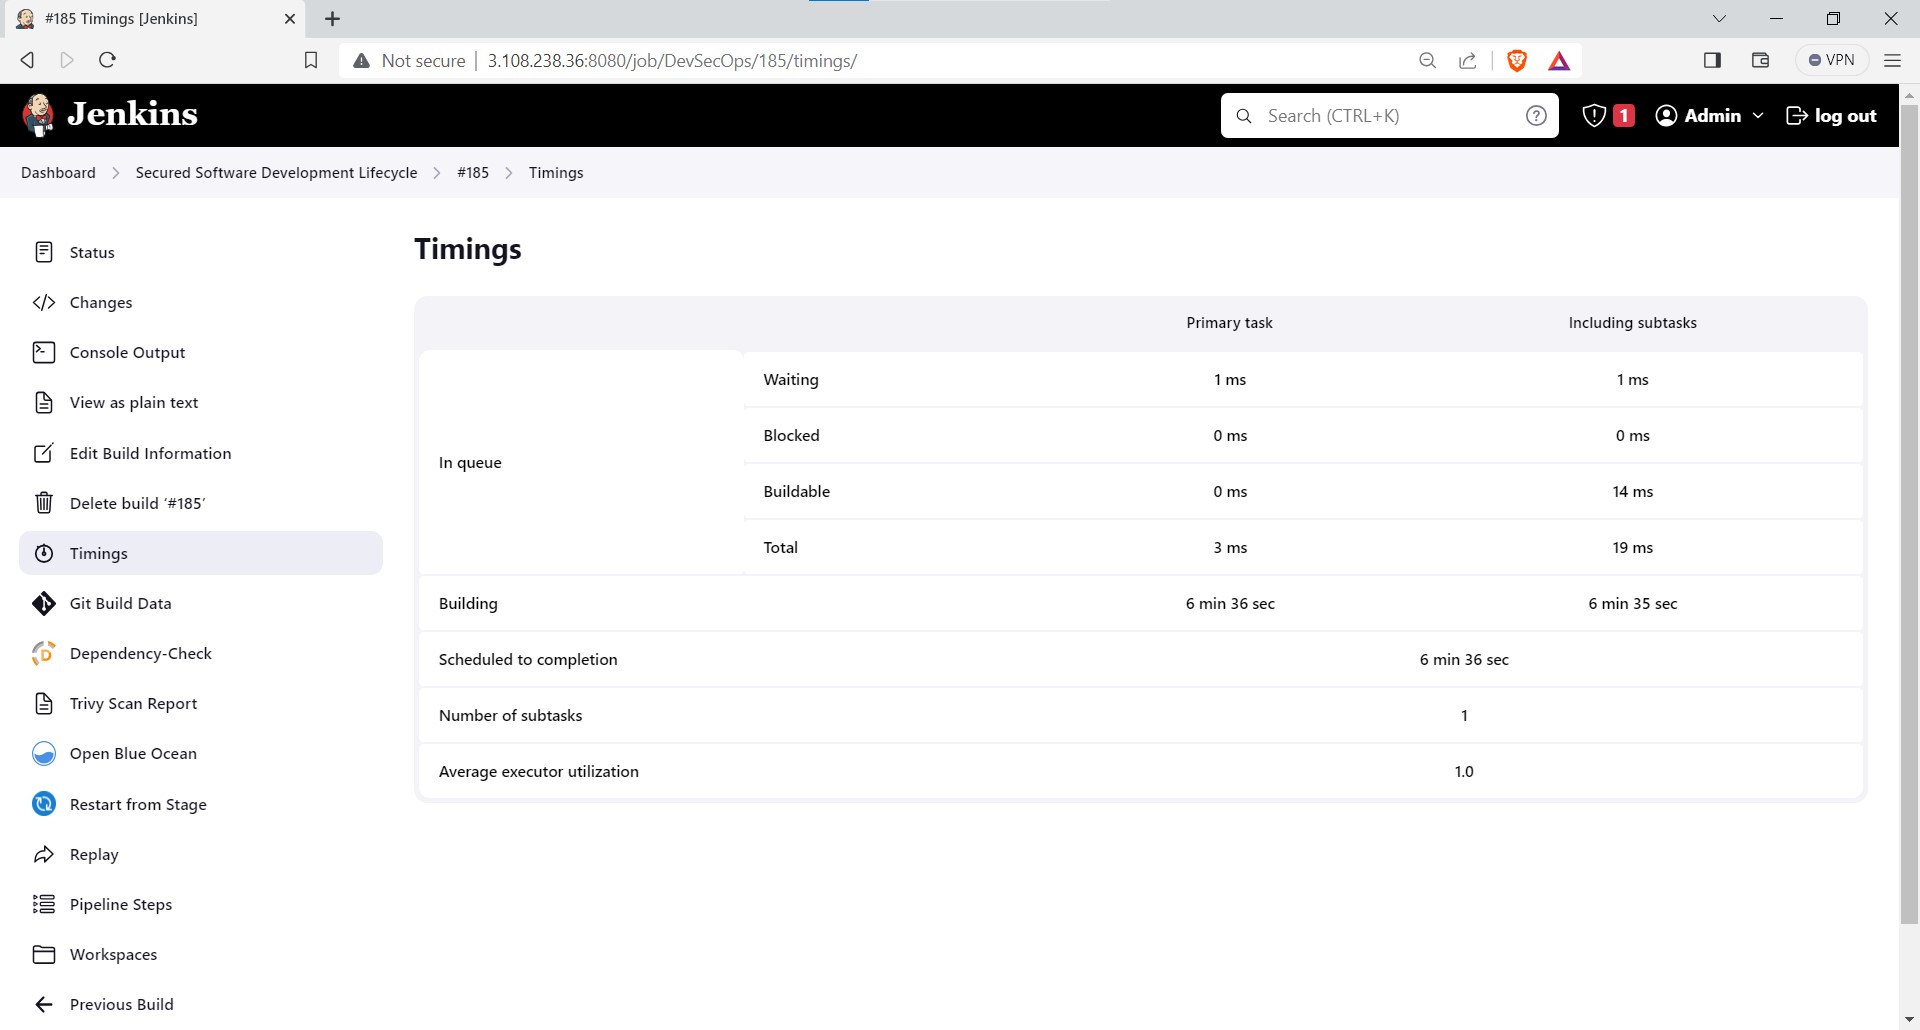 #185 Timings [Jenkins]
Not secure | 3.108.238.36:8080/job/DevSecOps/185/timings/
VPN
Jenkins
Search (CTRL+K)
1
Admin
log out
Dashboard > Secured Software Development Lifecycle > #185 > Timings
Status
Changes
Console Output
View as plain text
Edit Build Information
Delete build ‘#185’
Timings
Git Build Data
Dependency-Check
Trivy Scan Report
Open Blue Ocean
Restart from Stage
Replay
Pipeline Steps
Workspaces
Previous Build
Timings
Primary task Including subtasks
In queue
Waiting 1 ms 1 ms
Blocked 0 ms 0 ms
Buildable 0 ms 14 ms
Total 3 ms 19 ms
Building 6 min 36 sec 6 min 35 sec
Scheduled to completion 6 min 36 sec
Number of subtasks 1
Average executor utilization 1.0